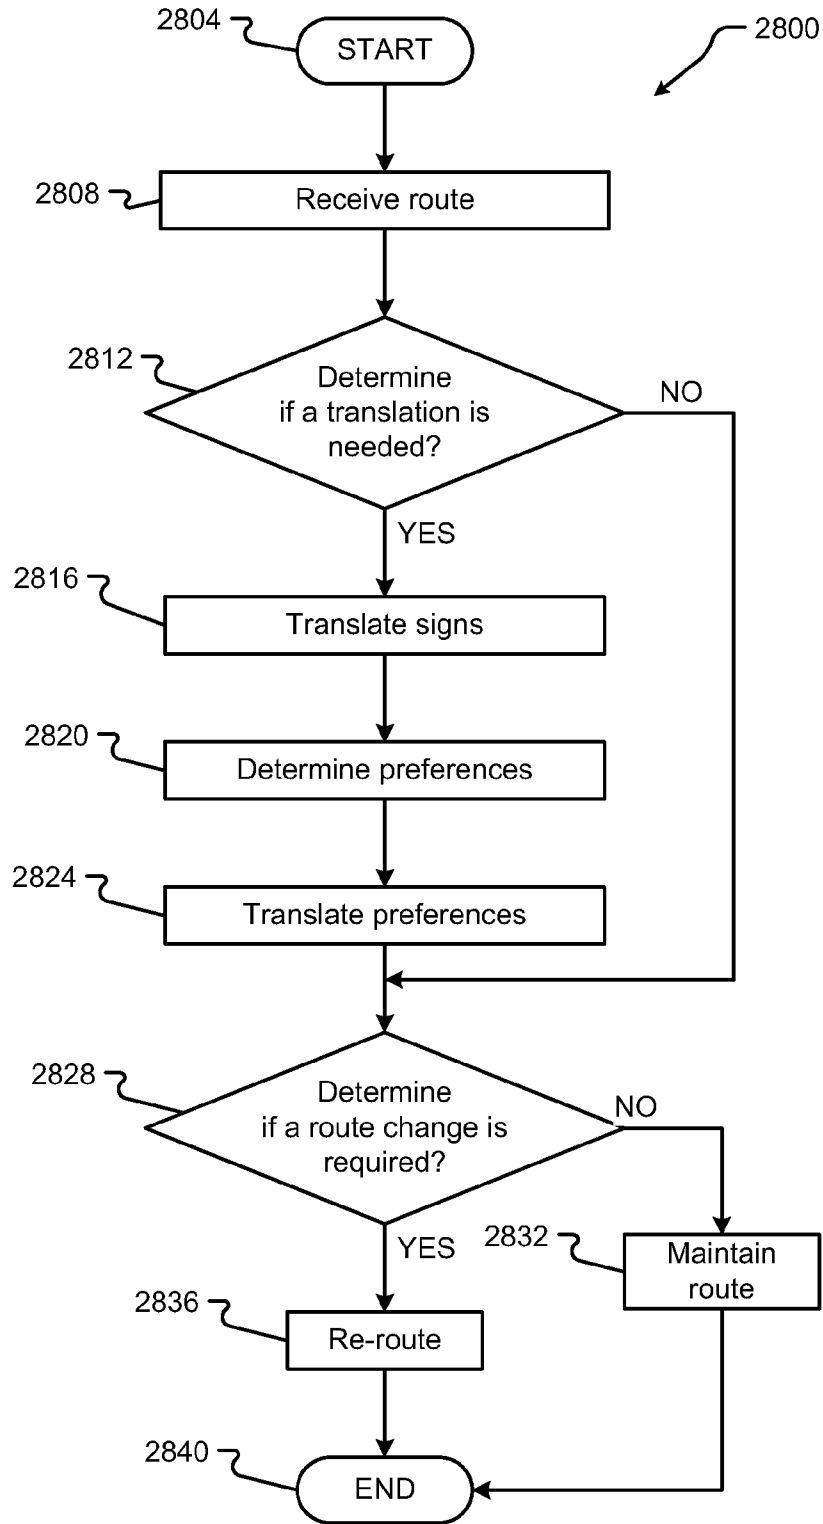 2804
START
2800
2808
Receive route
2812
Determine
if a translation is
needed?
NO
YES
2816
Translate signs
2820
Determine preferences
2824
Translate preferences
2828
Determine
if a route change is
required?
NO
YES
2832
Maintain
route
2836
Re-route
2840
END